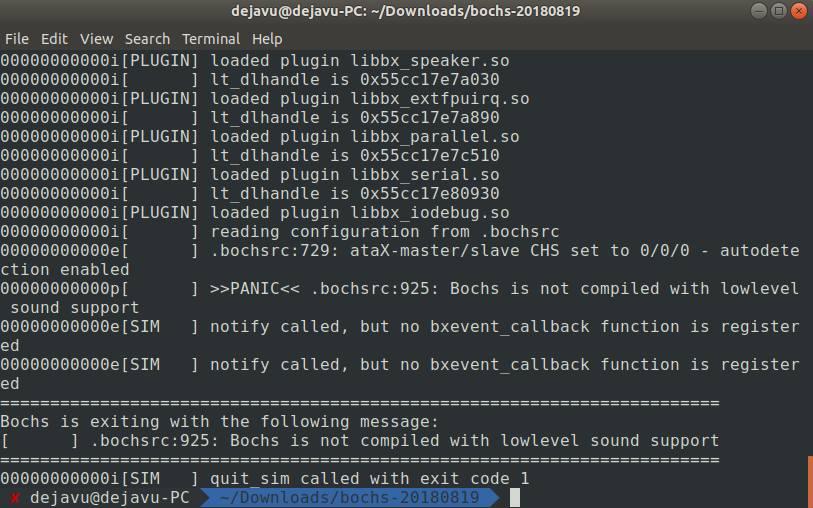 dejavu@dejavu-PC: ~/Downloads/bochs-20180819
File Edit View Search Terminal Help
00000000000i[PLUGIN] loaded plugin libbx_speaker.so
00000000000i[      ] lt_dlhandle is 0x55cc17e7a030
00000000000i[PLUGIN] loaded plugin libbx_extfpuirq.so
00000000000i[      ] lt_dlhandle is 0x55cc17e7a890
00000000000i[PLUGIN] loaded plugin libbx_parallel.so
00000000000i[      ] lt_dlhandle is 0x55cc17e7c510
00000000000i[PLUGIN] loaded plugin libbx_serial.so
00000000000i[      ] lt_dlhandle is 0x55cc17e80930
00000000000i[PLUGIN] loaded plugin libbx_iodebug.so
00000000000i[      ] reading configuration from .bochsrc
00000000000e[      ] .bochsrc:729: ataX-master/slave CHS set to 0/0/0 - autodete
ction enabled
00000000000p[      ] >>PANIC<< .bochsrc:925: Bochs is not compiled with lowlevel
 sound support
00000000000e[SIM   ] notify called, but no bxevent_callback function is register
ed
00000000000e[SIM   ] notify called, but no bxevent_callback function is register
ed
========================================================================
Bochs is exiting with the following message:
[      ] .bochsrc:925: Bochs is not compiled with lowlevel sound support
========================================================================
00000000000i[SIM   ] quit_sim called with exit code 1
✘ dejavu@dejavu-PC ~/Downloads/bochs-20180819